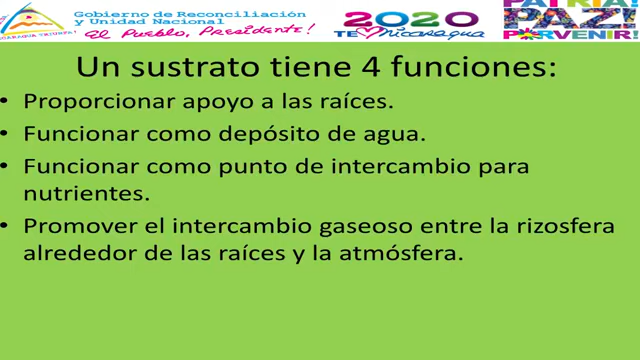 Gobierno de Reconciliación
y Unidad Nacional
El Pueblo, Presidente!
2020
TE Nicaragua
PATRIA!
PAZ!
PORVENIR!
Un sustrato tiene 4 funciones:
• Proporcionar apoyo a las raíces.
• Funcionar como depósito de agua.
• Funcionar como punto de intercambio para
nutrientes.
• Promover el intercambio gaseoso entre la rizosfera
alrededor de las raíces y la atmósfera.